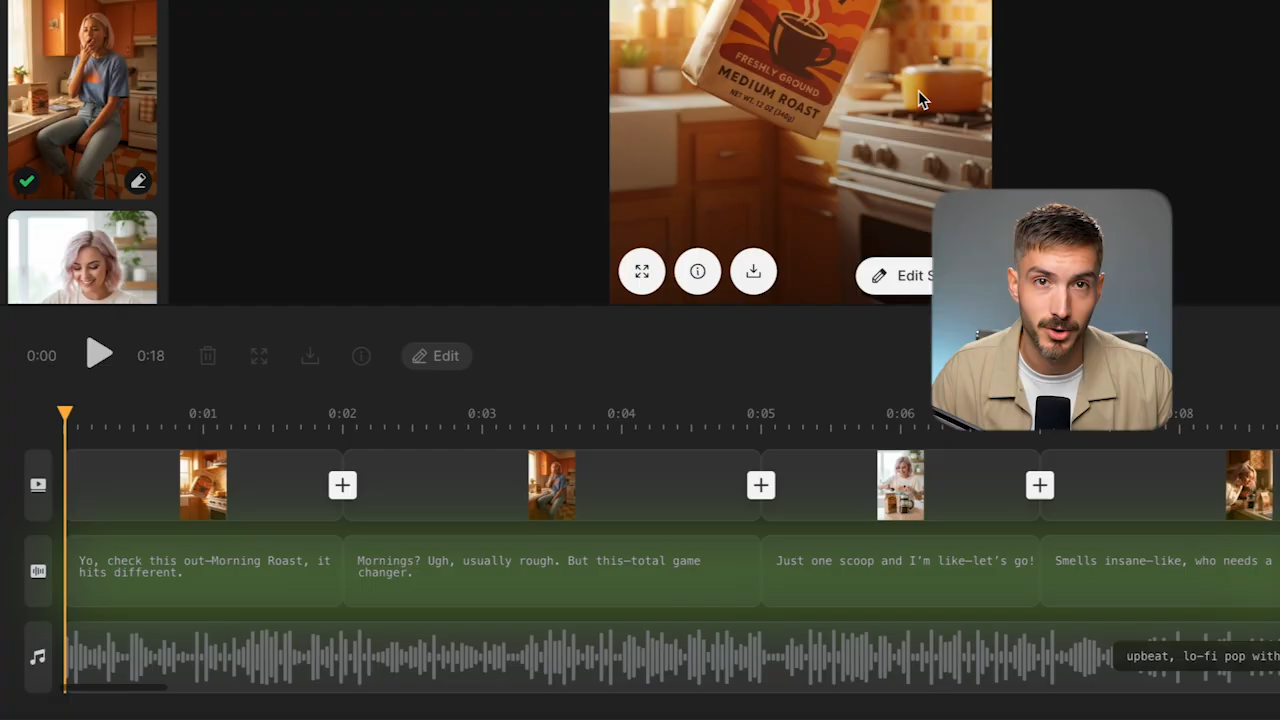 FRESHLY GROUND
MEDIUM ROAST
NET WT. 12 OZ (340g)
Edit S
0:00
0:18
Edit
0:01
0:02
0:03
0:04
0:05
0:06
0:08
Yo, check this out—Morning Roast, it
hits different.
Mornings? Ugh, usually rough. But this—total game
changer.
Just one scoop and I'm like—let's go!
Smells insane—like, who needs a
upbeat, lo-fi pop with